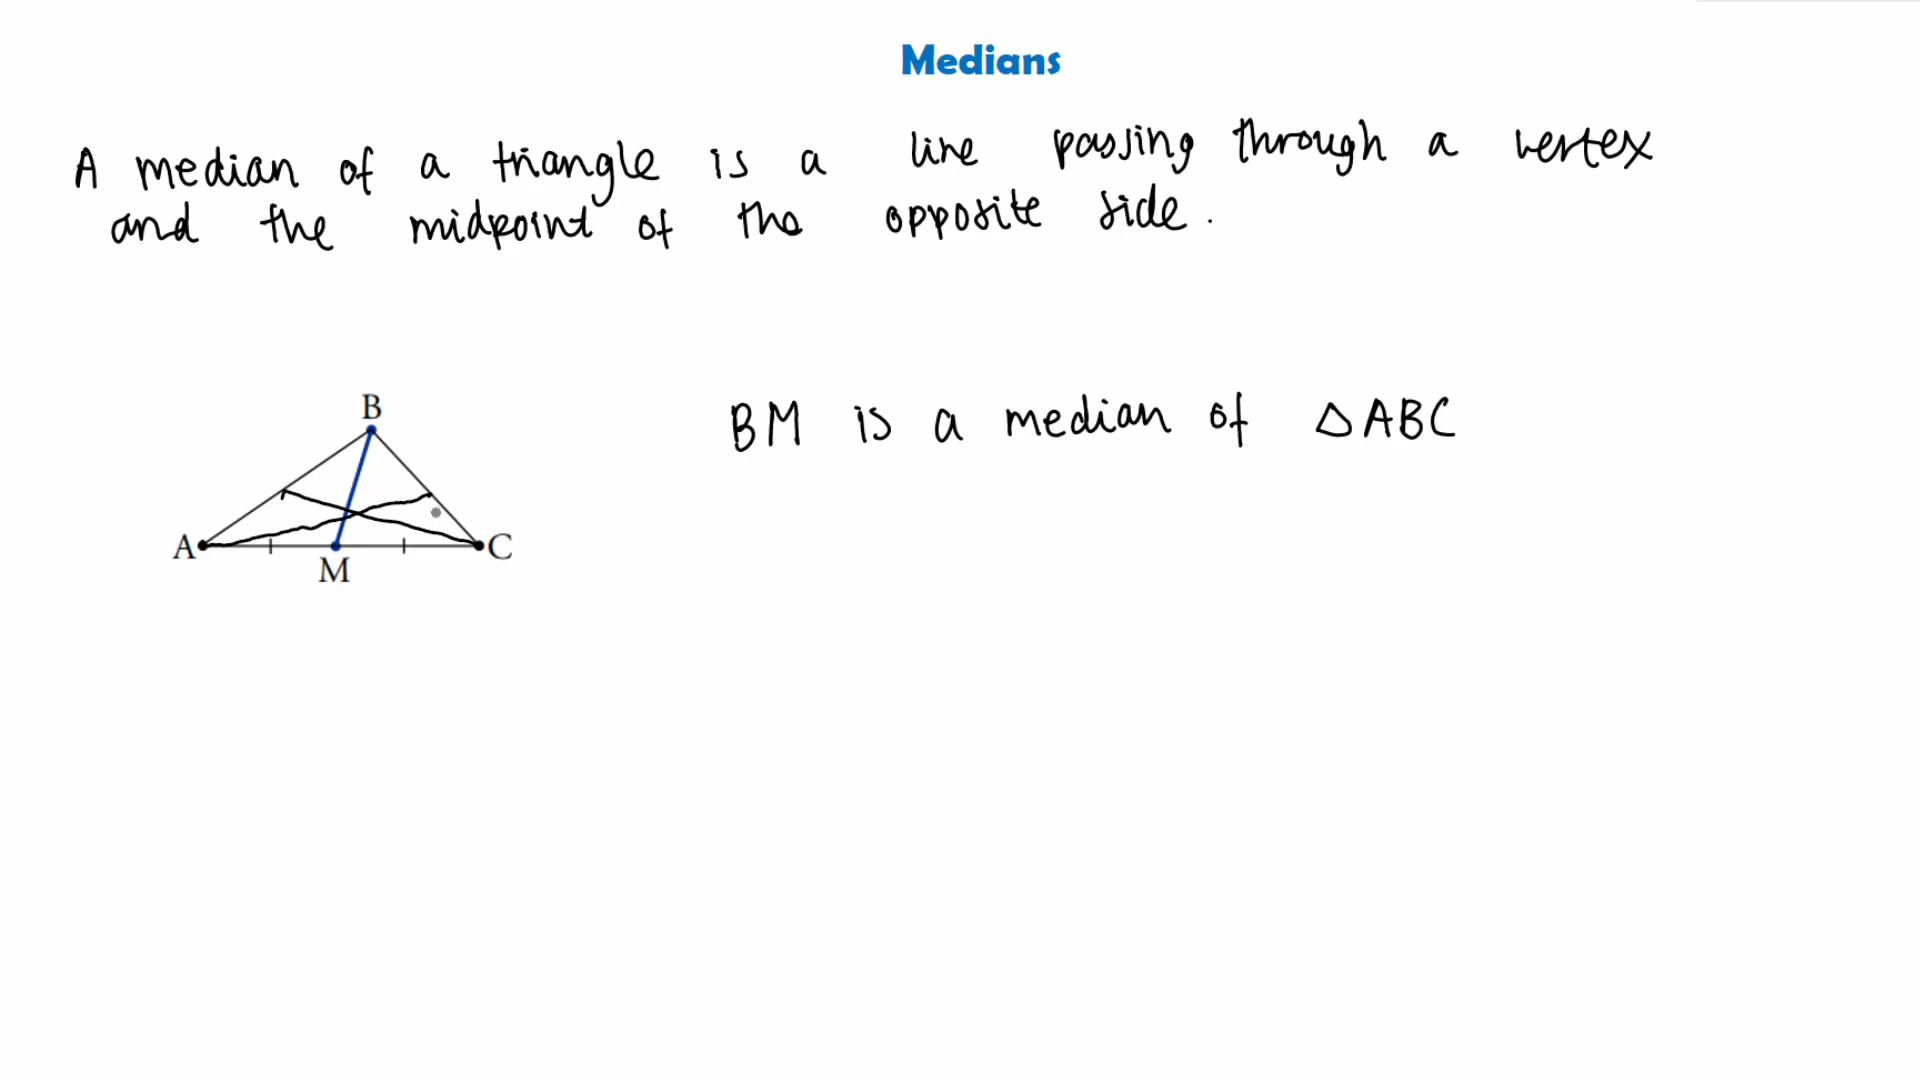 Medians
A median of a triangle is a line passing through a vertex
and the midpoint of the opposite side.
B
BM is a median of △ABC
A
C
M